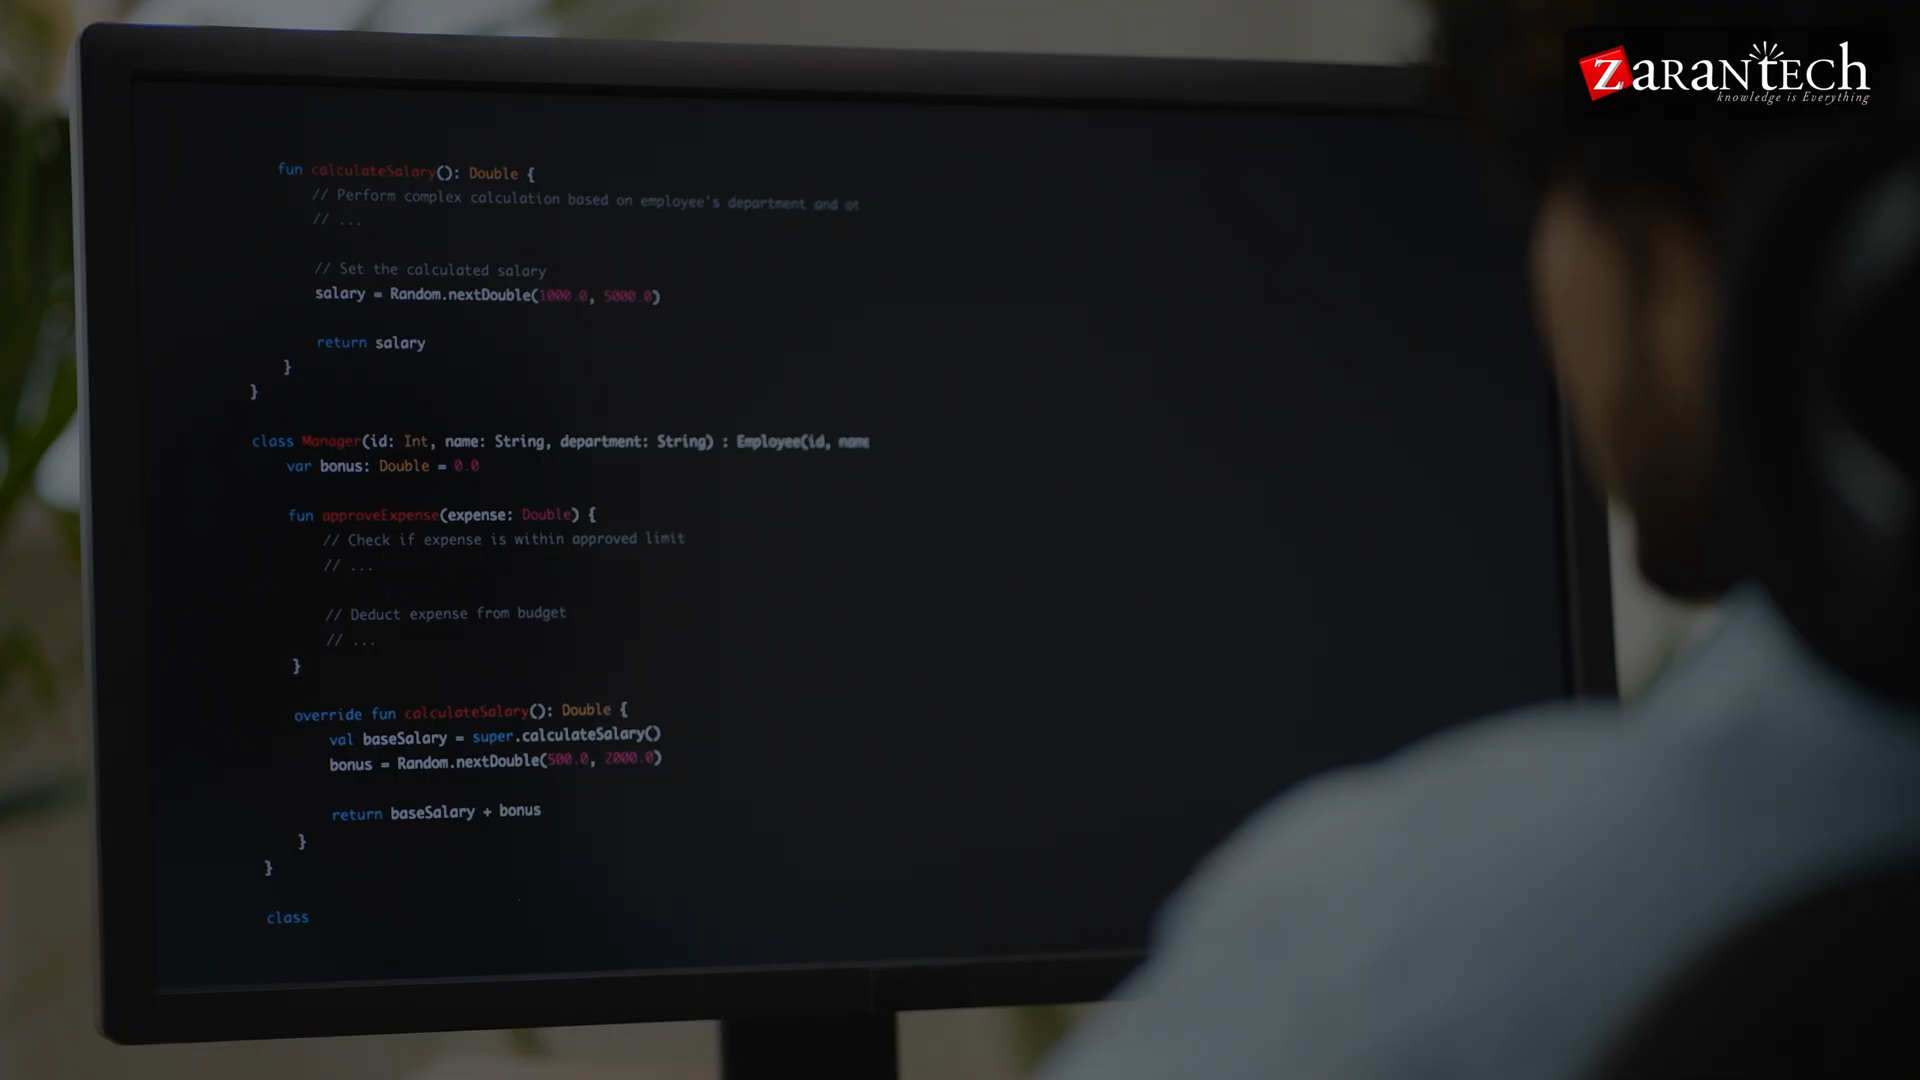 ZARANTECH
knowledge is Everything
fun calculateSalary(): Double {
// Perform complex calculation based on employee's department and ot
// ...
// Set the calculated salary
salary = Random.nextDouble(1000.0, 5000.0)
return salary
}
}
class Manager(id: Int, name: String, department: String) : Employee(id, name
var bonus: Double = 0.0
fun approveExpense(expense: Double) {
// Check if expense is within approved limit
// ...
// Deduct expense from budget
// ...
}
override fun calculateSalary(): Double {
val baseSalary = super.calculateSalary()
bonus = Random.nextDouble(500.0, 2000.0)
return baseSalary + bonus
}
}
class